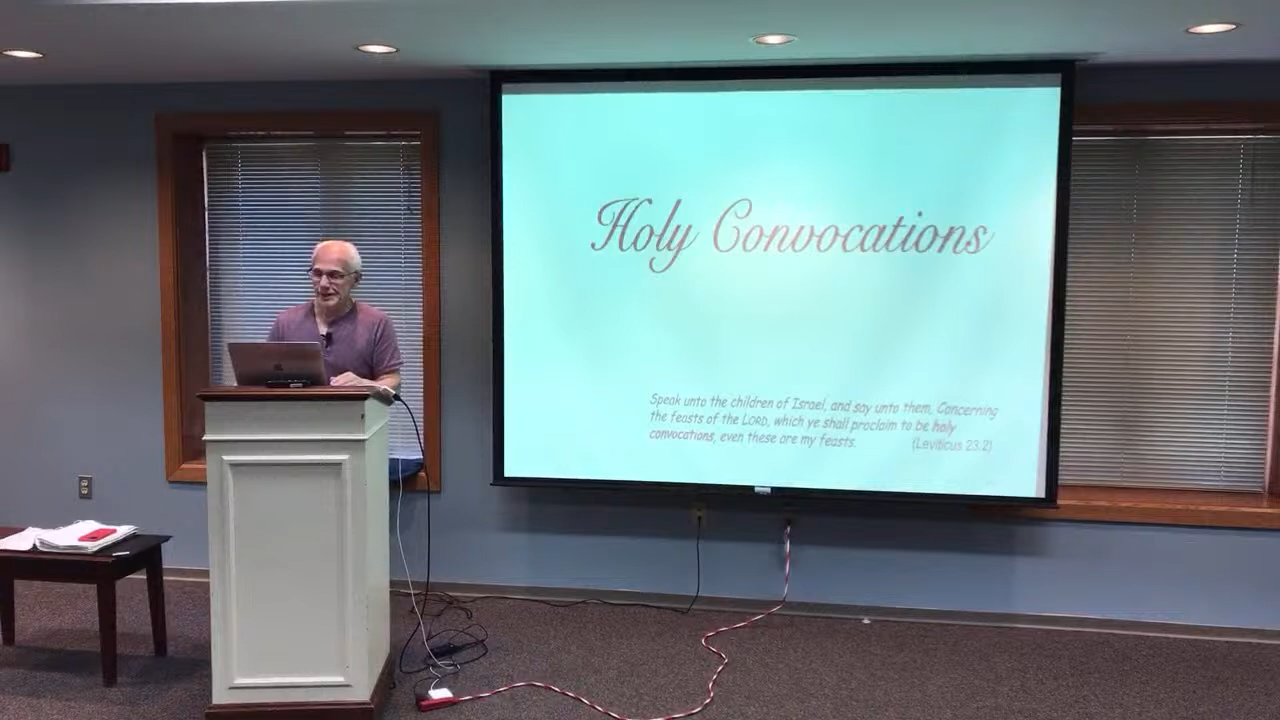 Holy Convocations
Speak unto the children of Israel, and say unto them, Concerning
the feasts of the LORD, which ye shall proclaim to be holy
convocations, even these are my feasts. (Leviticus 23:2)